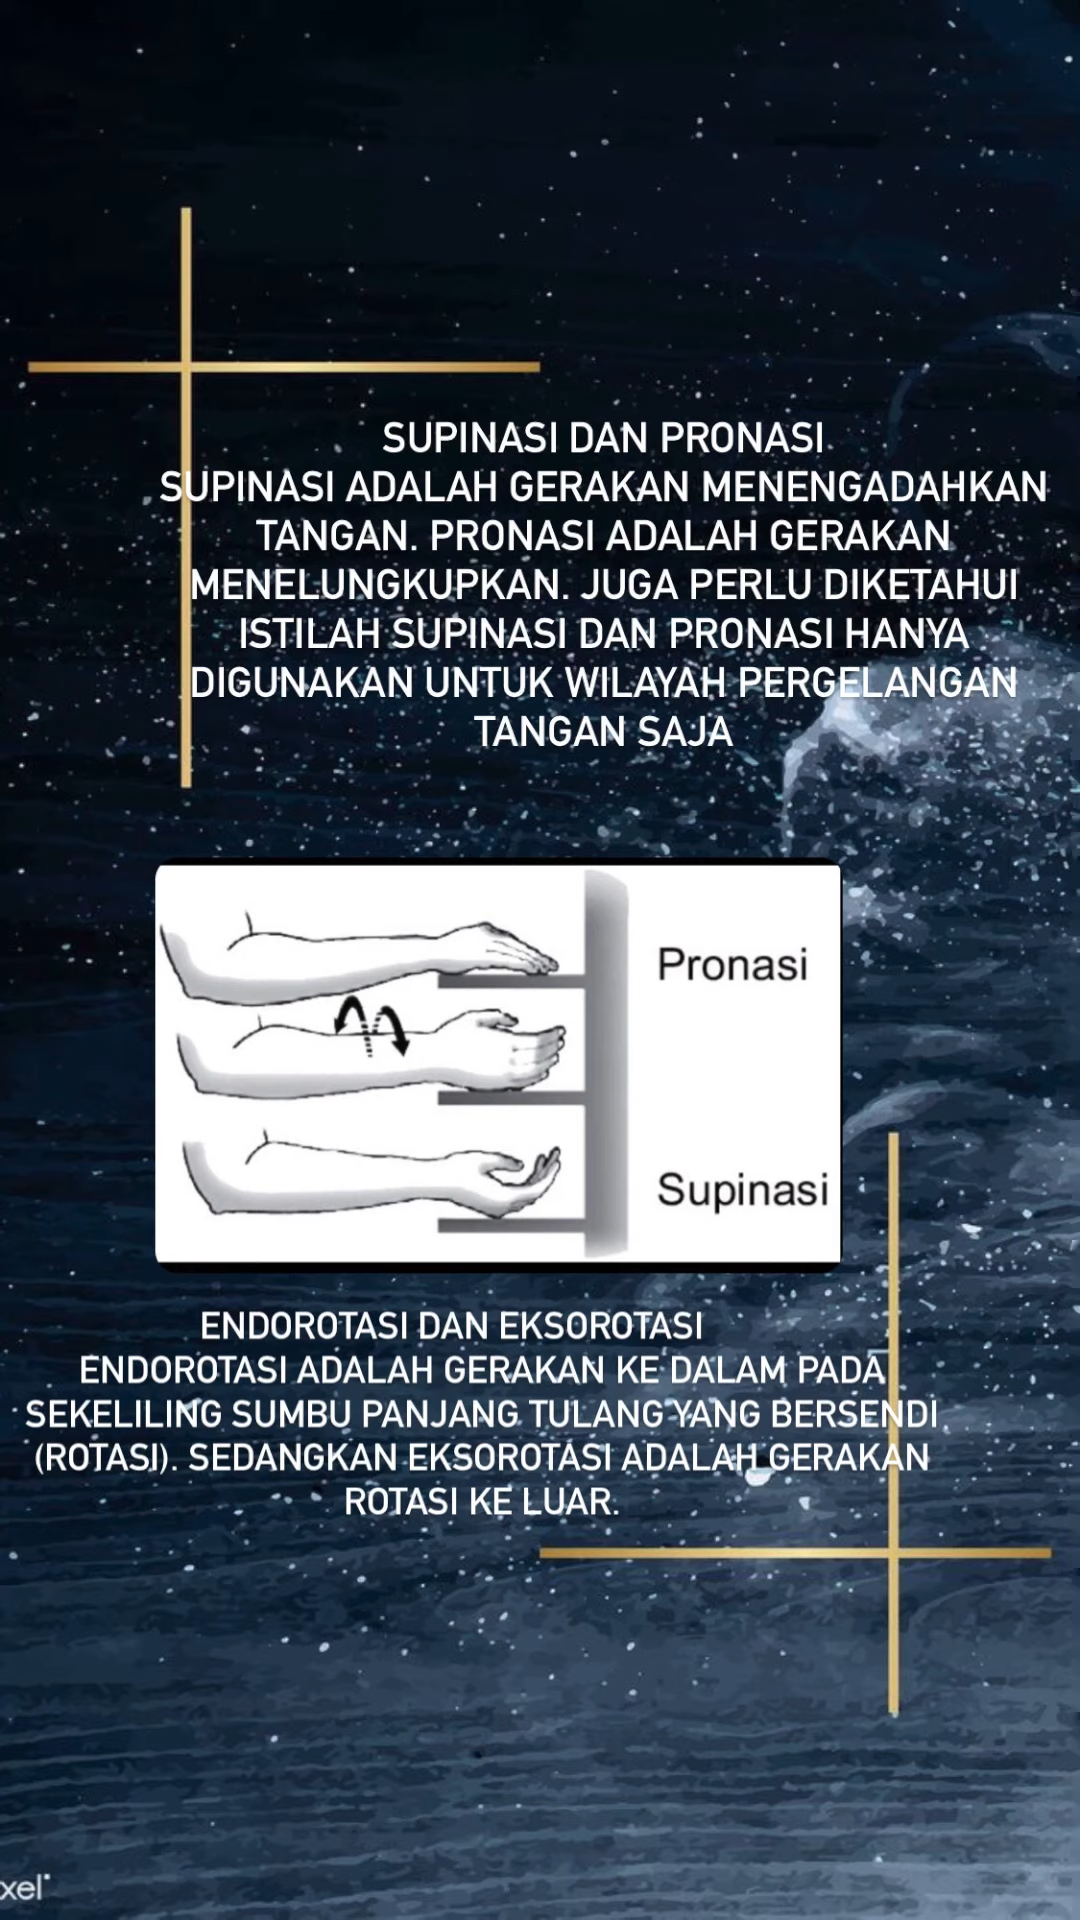 SUPINASI DAN PRONASI
SUPINASI ADALAH GERAKAN MENENGADAHKAN
TANGAN. PRONASI ADALAH GERAKAN
MENELUNGKUPKAN. JUGA PERLU DIKETAHUI
ISTILAH SUPINASI DAN PRONASI HANYA
DIGUNAKAN UNTUK WILAYAH PERGELANGAN
TANGAN SAJA
Pronasi
Supinasi
ENDOROTASI DAN EKSOROTASI
ENDOROTASI ADALAH GERAKAN KE DALAM PADA
SEKELILING SUMBU PANJANG TULANG YANG BERSENDI
(ROTASI). SEDANGKAN EKSOROTASI ADALAH GERAKAN
ROTASI KE LUAR.
xel